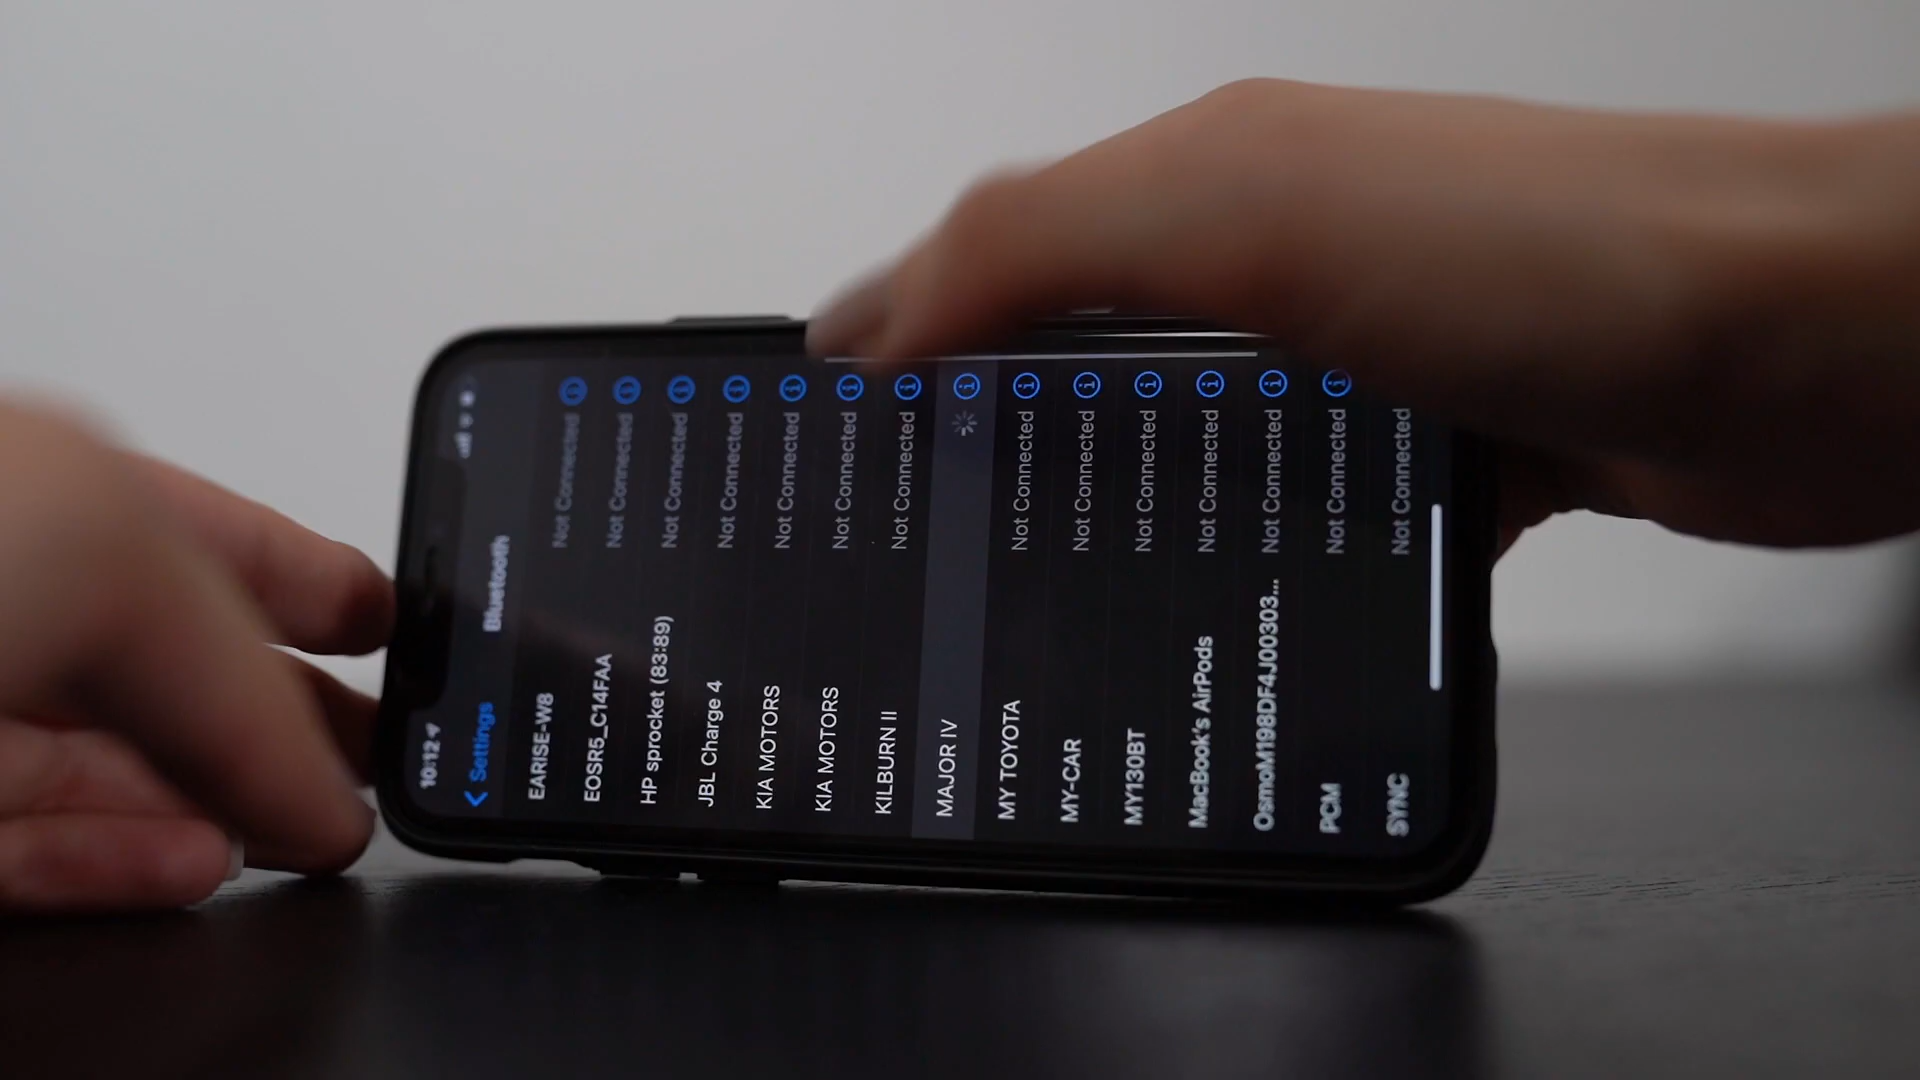 10:12
Settings
Bluetooth
EARISE-W8 Not Connected
EOSR5_C14FAA Not Connected
HP sprocket (83:89) Not Connected
JBL Charge 4 Not Connected
KIA MOTORS Not Connected
KIA MOTORS Not Connected
KILBURN II Not Connected
MAJOR IV
MY TOYOTA Not Connected
MY-CAR Not Connected
MY130BT Not Connected
MacBook's AirPods Not Connected
OsmoM198DF4J00303... Not Connected
PCM Not Connected
SYNC Not Connected